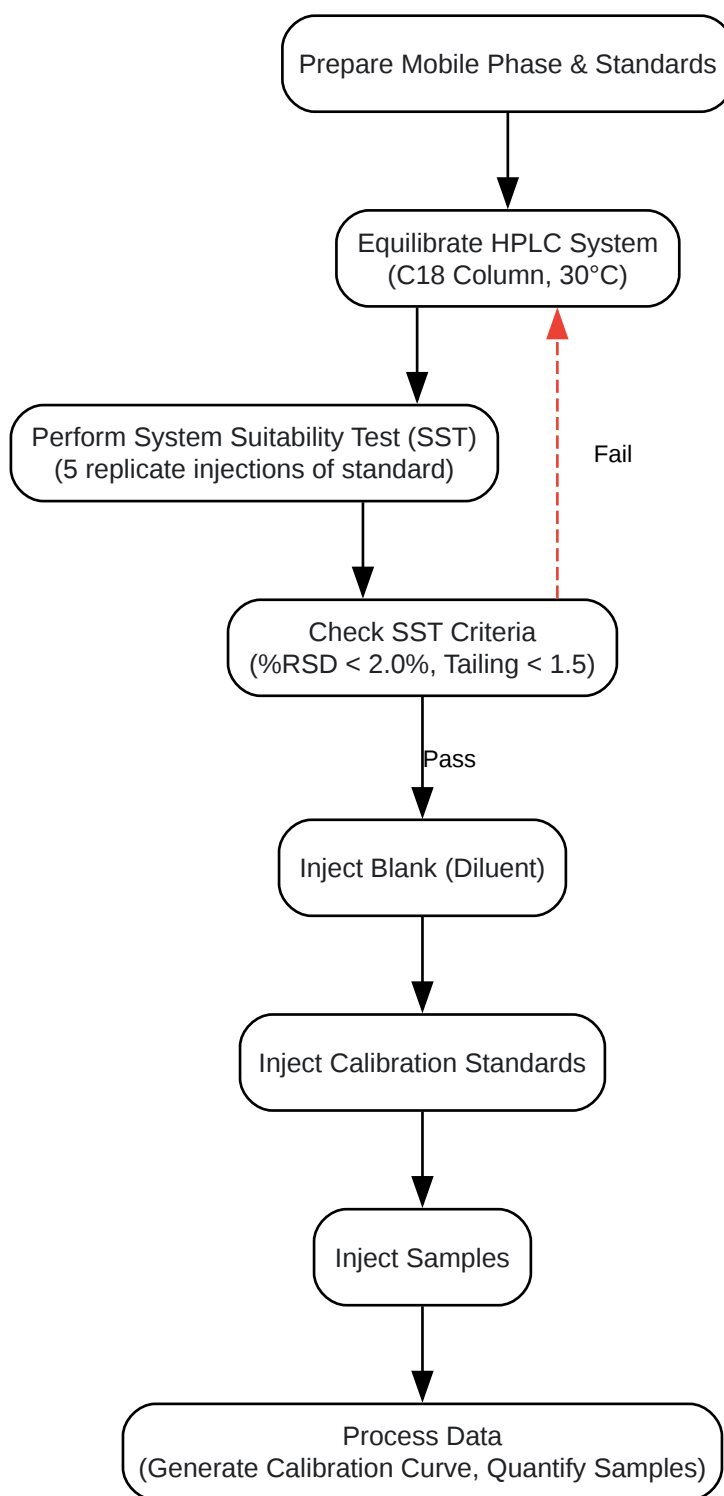 Prepare Mobile Phase & Standards
Equilibrate HPLC System
(C18 Column, 30°C)
Perform System Suitability Test (SST)
(5 replicate injections of standard)
Fail
Check SST Criteria
(%RSD < 2.0%, Tailing < 1.5)
Pass
Inject Blank (Diluent)
Inject Calibration Standards
Inject Samples
Process Data
(Generate Calibration Curve, Quantify Samples)